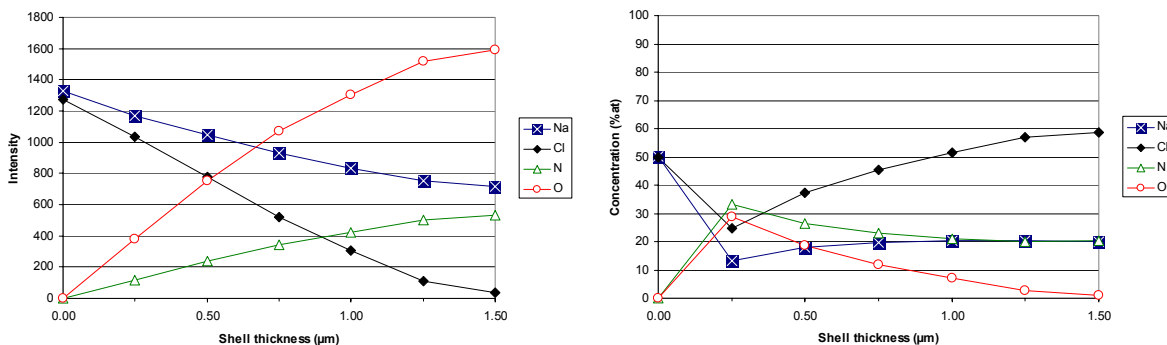 1800
1600
1400
1200
1000
800
600
400
200
0
Intensity
0.00 0.50 1.00 1.50
Shell thickness (µm)
Na
Cl
N
O
100
90
80
70
60
50
40
30
20
10
0
Concentration (%at)
0.00 0.50 1.00 1.50
Shell thickness (µm)
Na
Cl
N
O